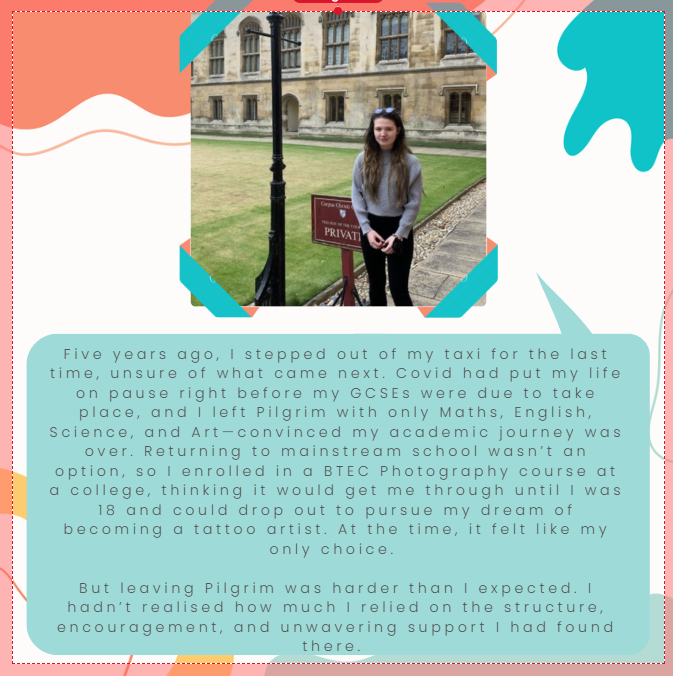 Corpus Christi
PRIVATE
Five years ago, I stepped out of my taxi for the last
time, unsure of what came next. Covid had put my life
on pause right before my GCSEs were due to take
place, and I left Pilgrim with only Maths, English,
Science, and Art—convinced my academic journey was
over. Returning to mainstream school wasn't an
option, so I enrolled in a BTEC Photography course at
a college, thinking it would get me through until I was
18 and could drop out to pursue my dream of
becoming a tattoo artist. At the time, it felt like my
only choice.
But leaving Pilgrim was harder than I expected. I
hadn't realised how much I relied on the structure,
encouragement, and unwavering support I had found
there.